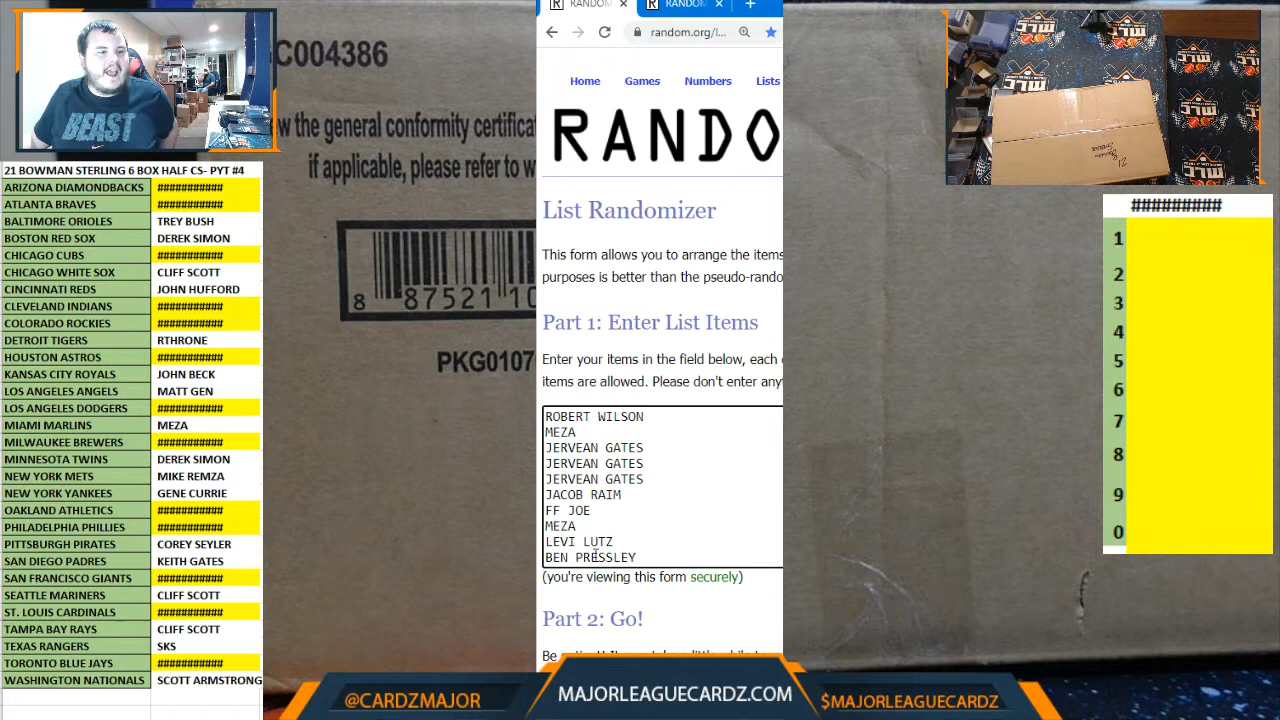 C004386
w the general conformity certificat
if applicable, please refer to w
8 87521 10
PKG0107
BEAST
21 BOWMAN STERLING 6 BOX HALF CS- PYT #4
ARIZONA DIAMONDBACKS ###########
ATLANTA BRAVES ###########
BALTIMORE ORIOLES TREY BUSH
BOSTON RED SOX DEREK SIMON
CHICAGO CUBS ###########
CHICAGO WHITE SOX CLIFF SCOTT
CINCINNATI REDS JOHN HUFFORD
CLEVELAND INDIANS ###########
COLORADO ROCKIES ###########
DETROIT TIGERS RTHRONE
HOUSTON ASTROS ###########
KANSAS CITY ROYALS JOHN BECK
LOS ANGELES ANGELS MATT GEN
LOS ANGELES DODGERS ###########
MIAMI MARLINS MEZA
MILWAUKEE BREWERS ###########
MINNESOTA TWINS DEREK SIMON
NEW YORK METS MIKE REMZA
NEW YORK YANKEES GENE CURRIE
OAKLAND ATHLETICS ###########
PHILADELPHIA PHILLIES ###########
PITTSBURGH PIRATES COREY SEYLER
SAN DIEGO PADRES KEITH GATES
SAN FRANCISCO GIANTS ###########
SEATTLE MARINERS CLIFF SCOTT
ST. LOUIS CARDINALS ###########
TAMPA BAY RAYS CLIFF SCOTT
TEXAS RANGERS SKS
TORONTO BLUE JAYS ###########
WASHINGTON NATIONALS SCOTT ARMSTRONG
R RANDOM × R RANDOM × +
random.org/l...
Home Games Numbers Lists
RANDO
List Randomizer
This form allows you to arrange the items
purposes is better than the pseudo-rando
Part 1: Enter List Items
Enter your items in the field below, each
items are allowed. Please don't enter any
ROBERT WILSON
MEZA
JERVEAN GATES
JERVEAN GATES
JERVEAN GATES
JACOB RAIM
FF JOE
MEZA
LEVI LUTZ
BEN PRESSLEY
(you're viewing this form securely)
Part 2: Go!
MLC
21
#########
1
2
3
4
5
6
7
8
9
0
@CARDZMAJOR
MAJORLEAGUECARDZ.COM
$MAJORLEAGUECARDZ